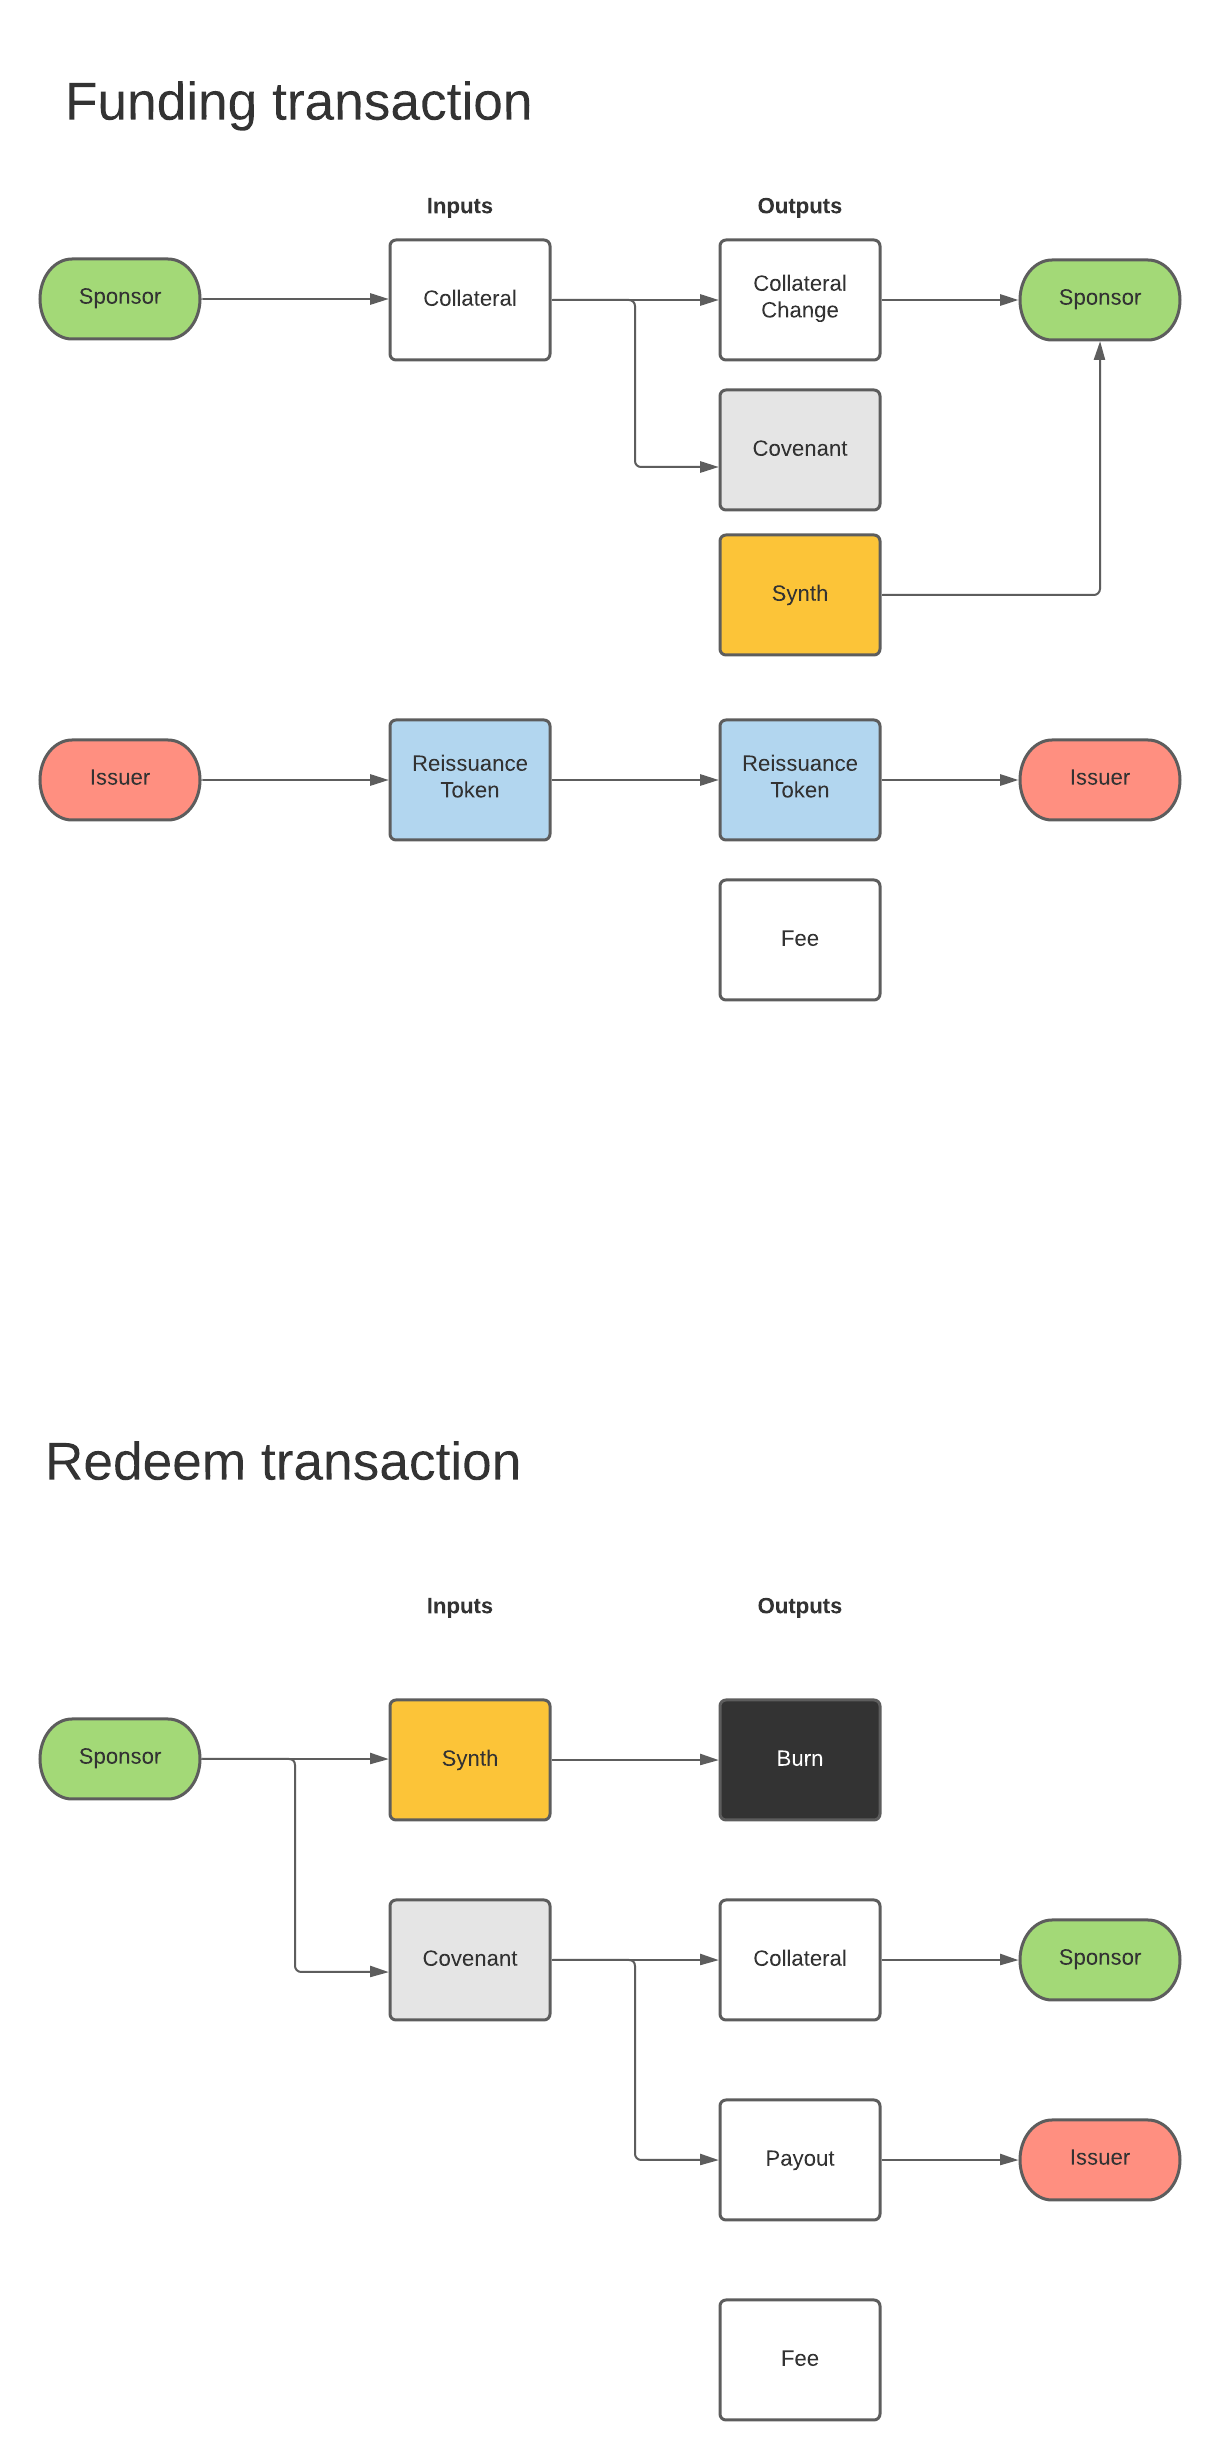 Funding transaction
Inputs
Outputs
Sponsor
Collateral
Collateral
Change
Sponsor
Covenant
Synth
Issuer
Reissuance
Token
Reissuance
Token
Issuer
Fee
Redeem transaction
Inputs
Outputs
Sponsor
Synth
Burn
Covenant
Collateral
Sponsor
Payout
Issuer
Fee